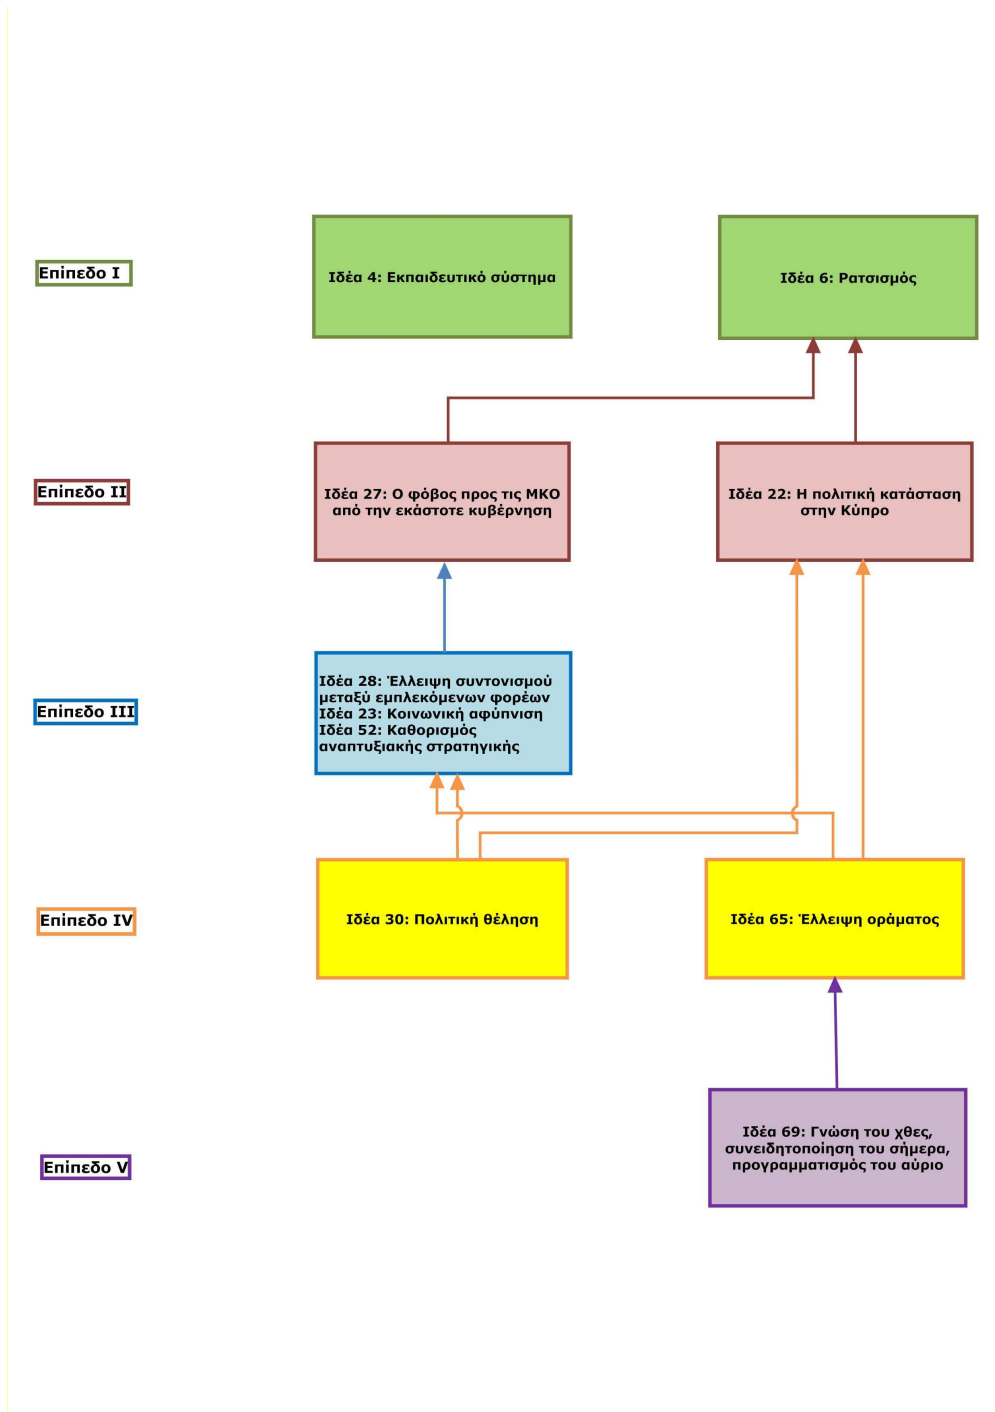 Επίπεδο Ι
Ιδέα 4: Εκπαιδευτικό σύστημα
Ιδέα 6: Ρατσισμός
Επίπεδο ΙΙ
Ιδέα 27: Ο φόβος προς τις ΜΚΟ
από την εκάστοτε κυβέρνηση
Ιδέα 22: Η πολιτική κατάσταση
στην Κύπρο
Επίπεδο ΙΙΙ
Ιδέα 28: Έλλειψη συντονισμού
μεταξύ εμπλεκόμενων φορέων
Ιδέα 23: Κοινωνική αφύπνιση
Ιδέα 52: Καθορισμός
αναπτυξιακής στρατηγικής
Επίπεδο IV
Ιδέα 30: Πολιτική θέληση
Ιδέα 65: Έλλειψη οράματος
Επίπεδο V
Ιδέα 69: Γνώση του χθες,
συνειδητοποίηση του σήμερα,
προγραμματισμός του αύριο